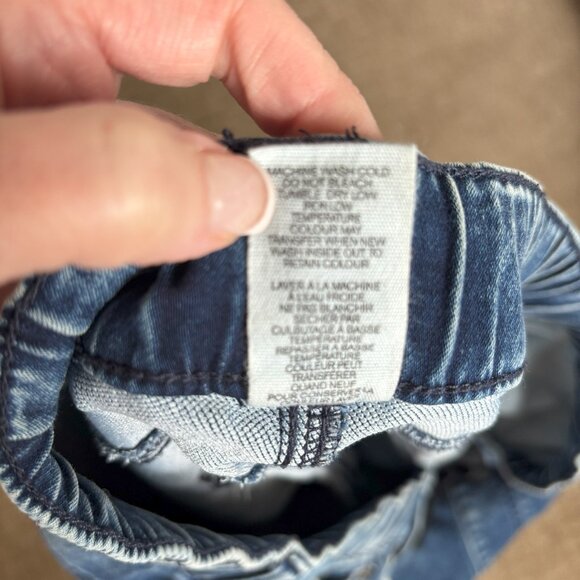 MACHINE WASH COLD
DO NOT BLEACH
DRY LOW
IRON LOW
TEMPERATURE
COLOUR MAY
TRANSFER WHEN NEW
WASH INSIDE OUT TO
RETAIN COLOUR
LAVER À LA MACHINE
À L'EAU FROIDE
NE PAS BLANCHIR
SÉCHER PAR
CULBUTAGE À BASSE
TEMPÉRATURE
REPASSER À BASSE
TEMPÉRATURE
COULEUR PEUT
TRANSFÉRER
QUAND NEUF
POUR CONSERVER LA